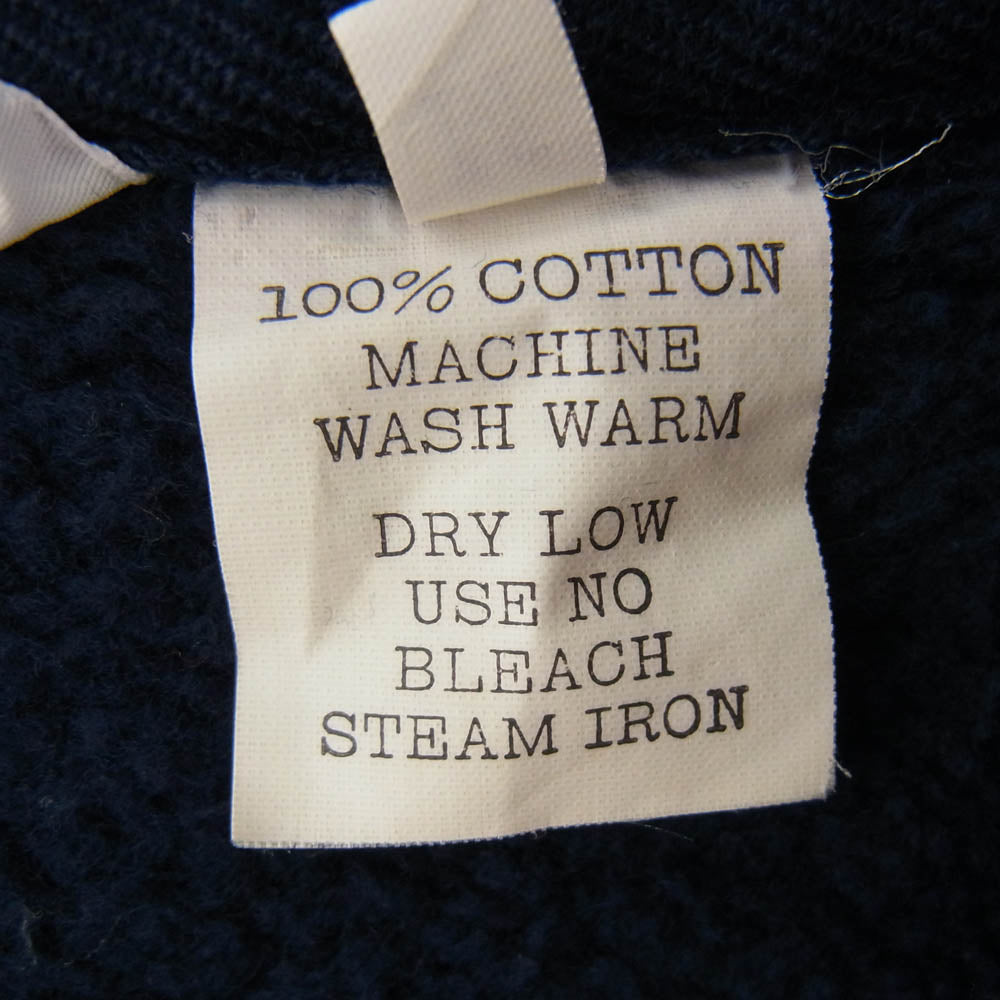 100% COTTON
MACHINE
WASH WARM
DRY LOW
USE NO
BLEACH
STEAM IRON